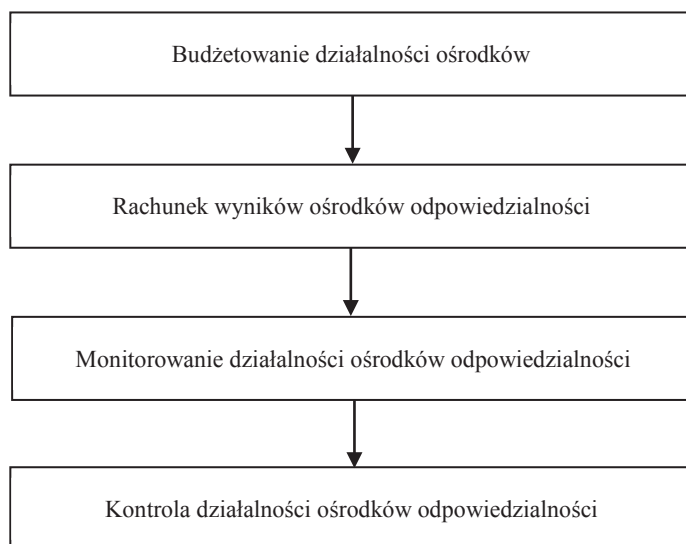 Budżetowanie działalności ośrodków
Rachunek wyników ośrodków odpowiedzialności
Monitorowanie działalności ośrodków odpowiedzialności
Kontrola działalności ośrodków odpowiedzialności